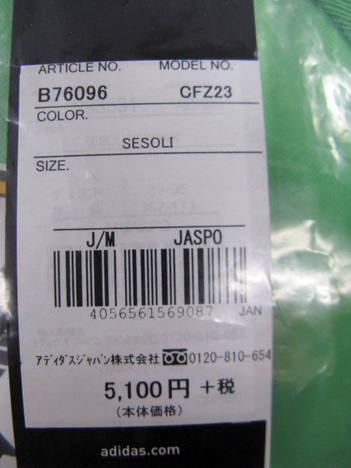 ARTICLE NO. MODEL NO.
B76096 CFZ23
COLOR.
SESOLI
SIZE.
J/M JASPO
4056561569087 JAN
アディダスジャパン株式会社 0120-810-654
5,100円 +税
(本体価格)
adidas.com